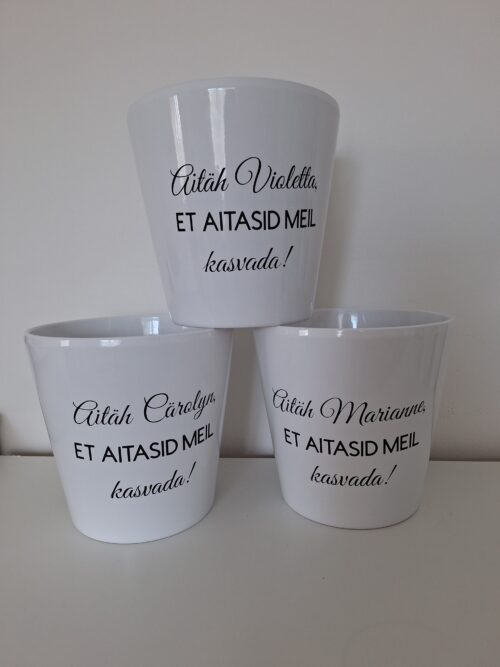 Aitäh Violetta,
ET AITASID MEIL
kasvada!
Aitäh Cärolyn,
ET AITASID MEIL
kasvada!
Aitäh Marianne,
ET AITASID MEIL
kasvada!